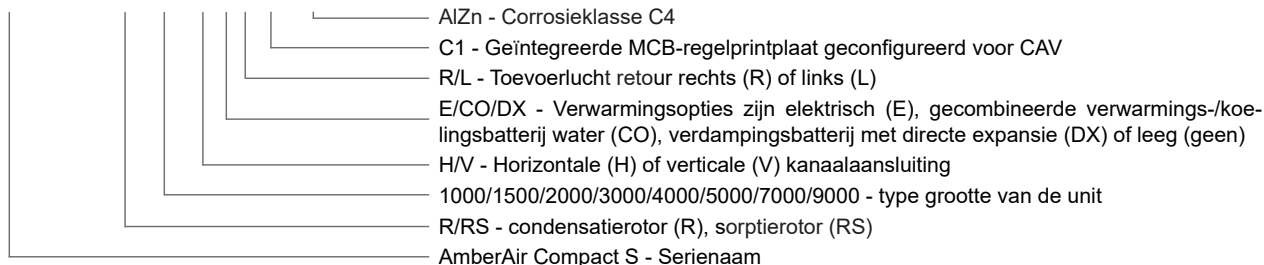 AlZn - Corrosieklasse C4
C1 - Geïntegreerde MCB-regelprintplaat geconfigureerd voor CAV
R/L - Toevoerlucht retour rechts (R) of links (L)
E/CO/DX - Verwarmingsopties zijn elektrisch (E), gecombineerde verwarmings-/koe-
lingsbatterij water (CO), verdampingsbatterij met directe expansie (DX) of leeg (geen)
H/V - Horizontale (H) of verticale (V) kanaalaansluiting
1000/1500/2000/3000/4000/5000/7000/9000 - type grootte van de unit
R/RS - condensatierotor (R), sorptierotor (RS)
AmberAir Compact S - Serienaam